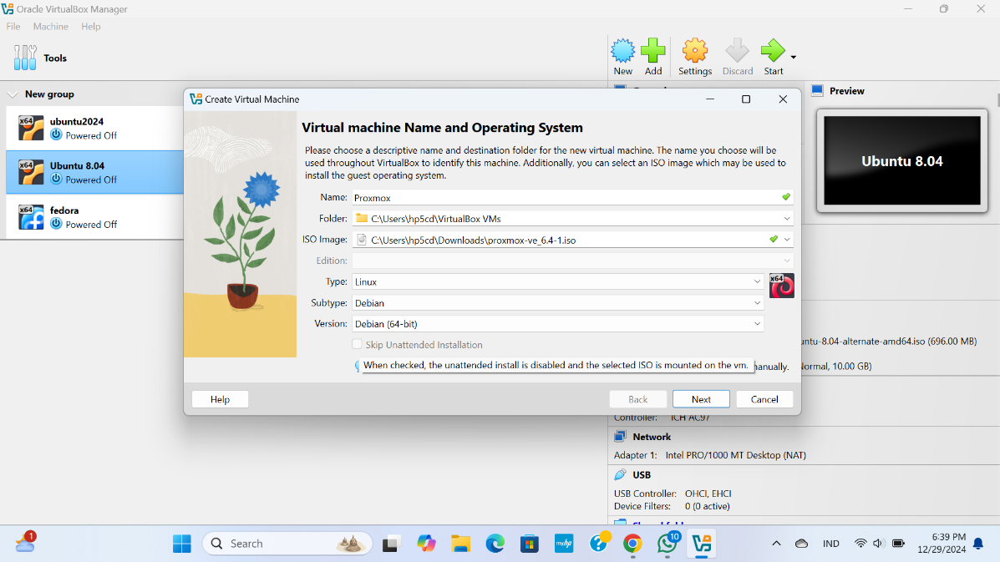 Oracle VirtualBox Manager
File Machine Help
Tools
New Add Settings Discard Start
New group
Preview
x64 ubuntu2024
Powered Off
x64 Ubuntu 8.04
Powered Off
x64 fedora
Powered Off
Ubuntu 8.04
Create Virtual Machine
Virtual machine Name and Operating System
Please choose a descriptive name and destination folder for the new virtual machine. The name you choose will be
used throughout VirtualBox to identify this machine. Additionally, you can select an ISO image which may be used to
install the guest operating system.
Name: Proxmox
Folder: C:\Users\hp5cd\VirtualBox VMs
ISO Image: C:\Users\hp5cd\Downloads\proxmox-ve_6.4-1.iso
Edition:
Type: Linux
x64
Subtype: Debian
Version: Debian (64-bit)
Skip Unattended Installation
When checked, the unattended install is disabled and the selected ISO is mounted on the vm.
Help Back Next Cancel
untu-8.04-alternate-amd64.iso (696.00 MB)
ormal, 10.00 GB)
Controller: ICH AC97
Network
Adapter 1: Intel PRO/1000 MT Desktop (NAT)
USB
USB Controller: OHCI, EHCI
Device Filters: 0 (0 active)
1
Search
myhp
10
IND
6:39 PM
12/29/2024